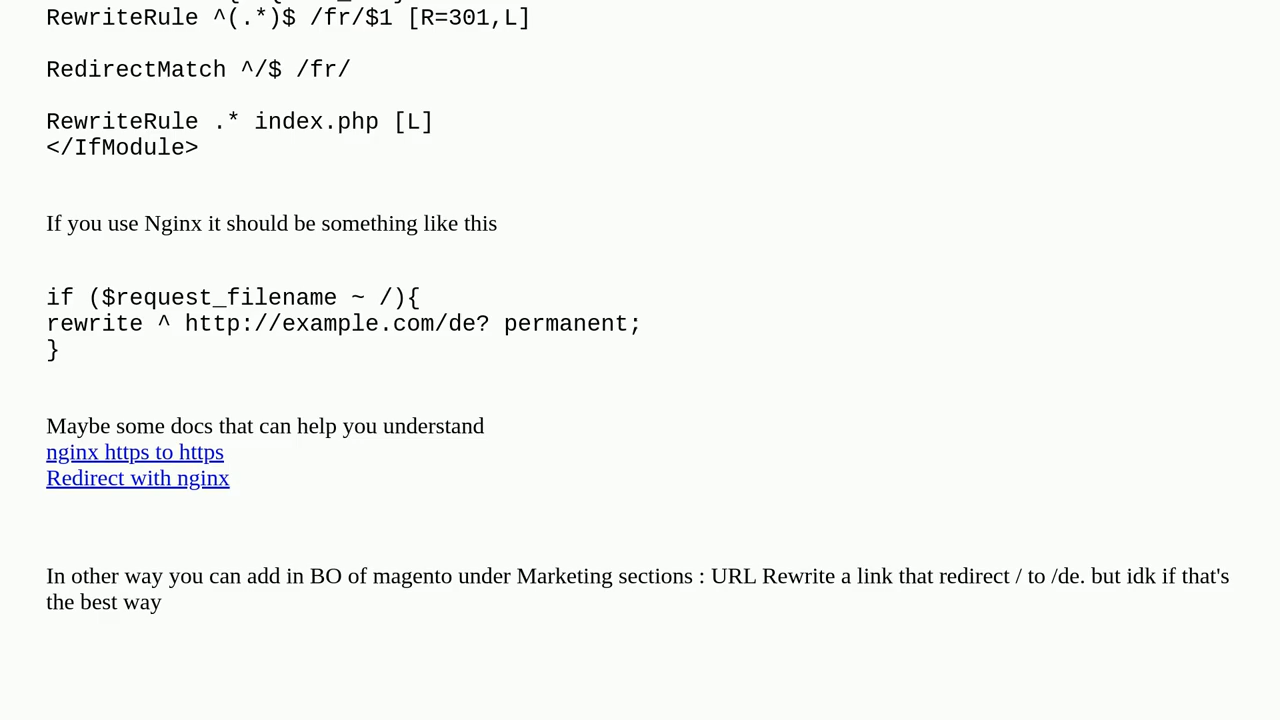 RewriteRule ^(.*)$ /fr/$1 [R=301,L]
RedirectMatch ^/$ /fr/
RewriteRule .* index.php [L]
</IfModule>
If you use Nginx it should be something like this
if ($request_filename ~ /){
rewrite ^ http://example.com/de? permanent;
}
Maybe some docs that can help you understand
nginx https to https
Redirect with nginx
In other way you can add in BO of magento under Marketing sections : URL Rewrite a link that redirect / to /de. but idk if that's
the best way